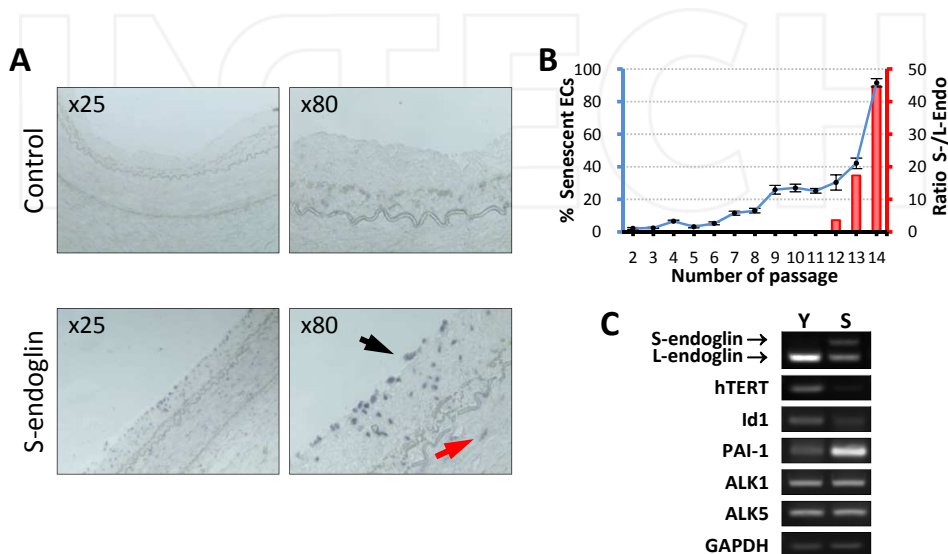 INTECH
A
x25
x80
Control
x25
x80
S-endoglin
B
% Senescent ECs
100
80
60
40
20
0
Ratio S-/L-Endo
50
40
30
20
10
0
2 3 4 5 6 7 8 9 10 11 12 13 14
Number of passage
C
Y S
S-endoglin →
L-endoglin →
hTERT
Id1
PAI-1
ALK1
ALK5
GAPDH